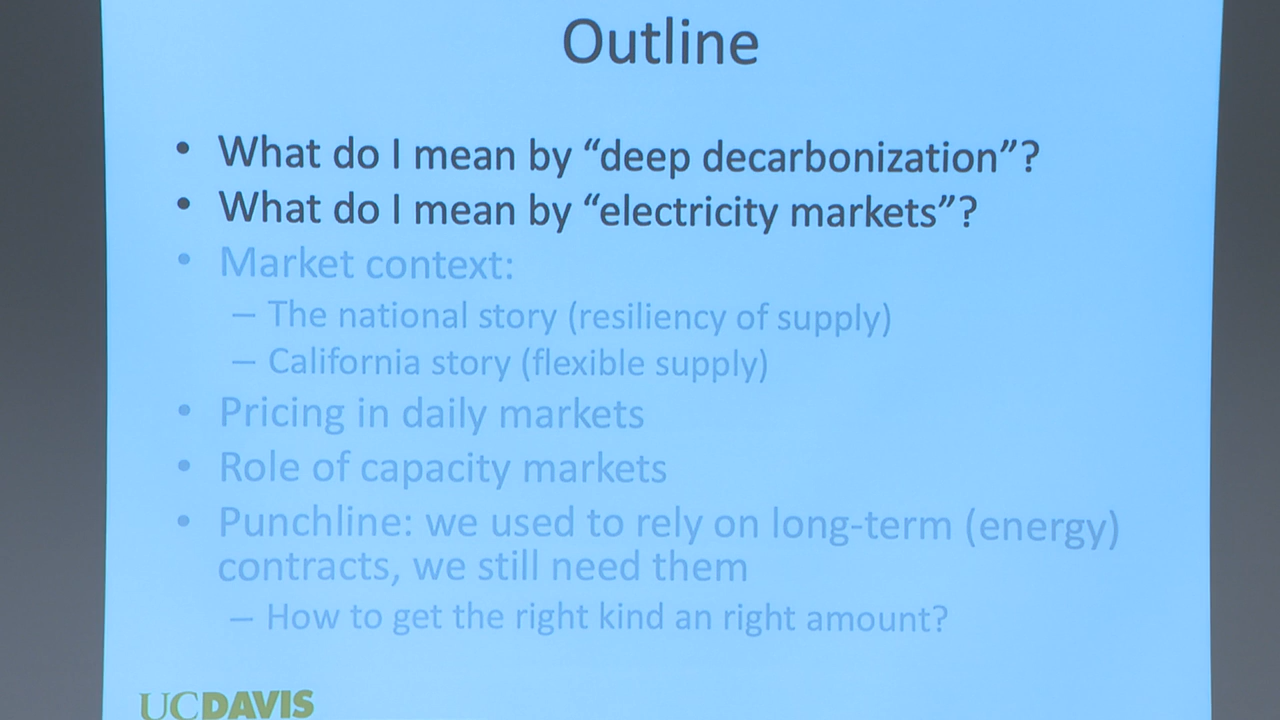 Outline
• What do I mean by “deep decarbonization”?
• What do I mean by “electricity markets”?
• Market context:
– The national story (resiliency of supply)
– California story (flexible supply)
• Pricing in daily markets
• Role of capacity markets
• Punchline: we used to rely on long-term (energy)
contracts, we still need them
– How to get the right kind an right amount?
UCDAVIS